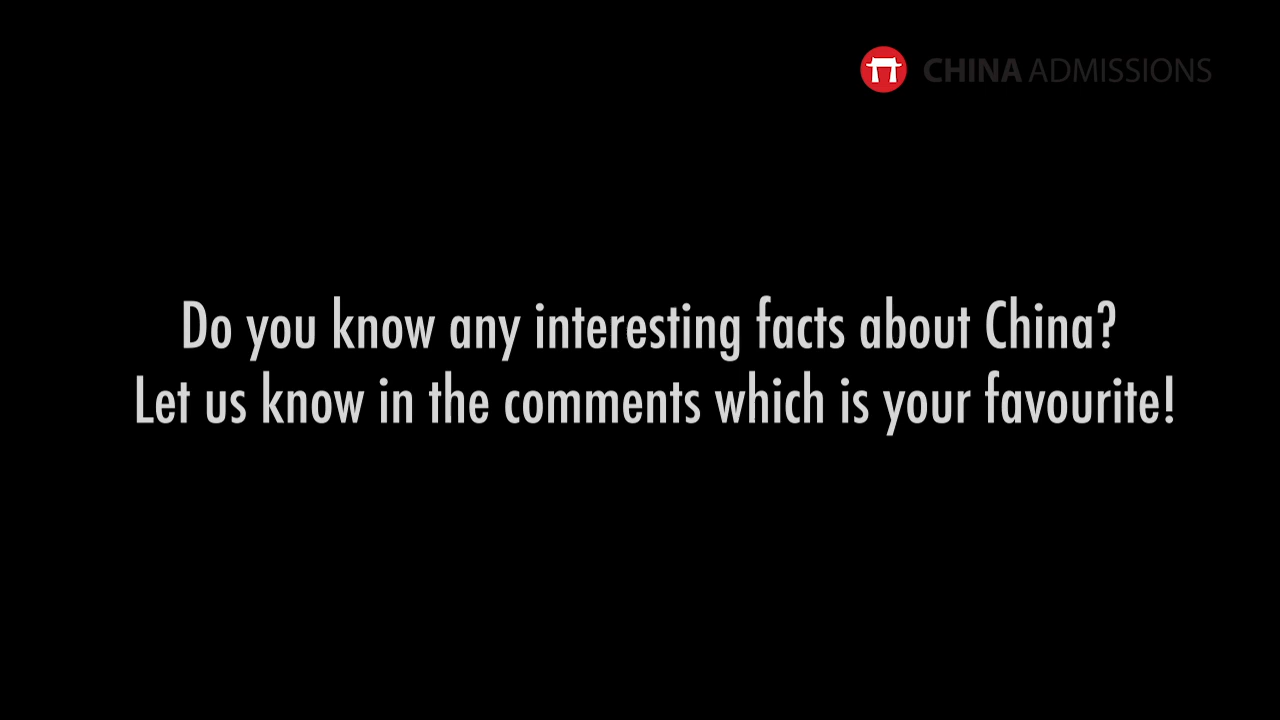 CHINA ADMISSIONS
Do you know any interesting facts about China?
Let us know in the comments which is your favourite!